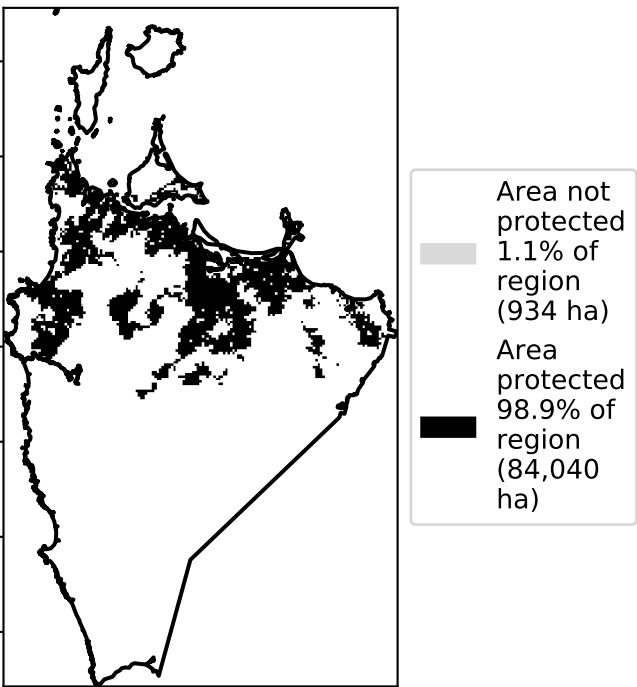 Area not
protected
1.1% of
region
(934 ha)
Area
protected
98.9% of
region
(84,040
ha)